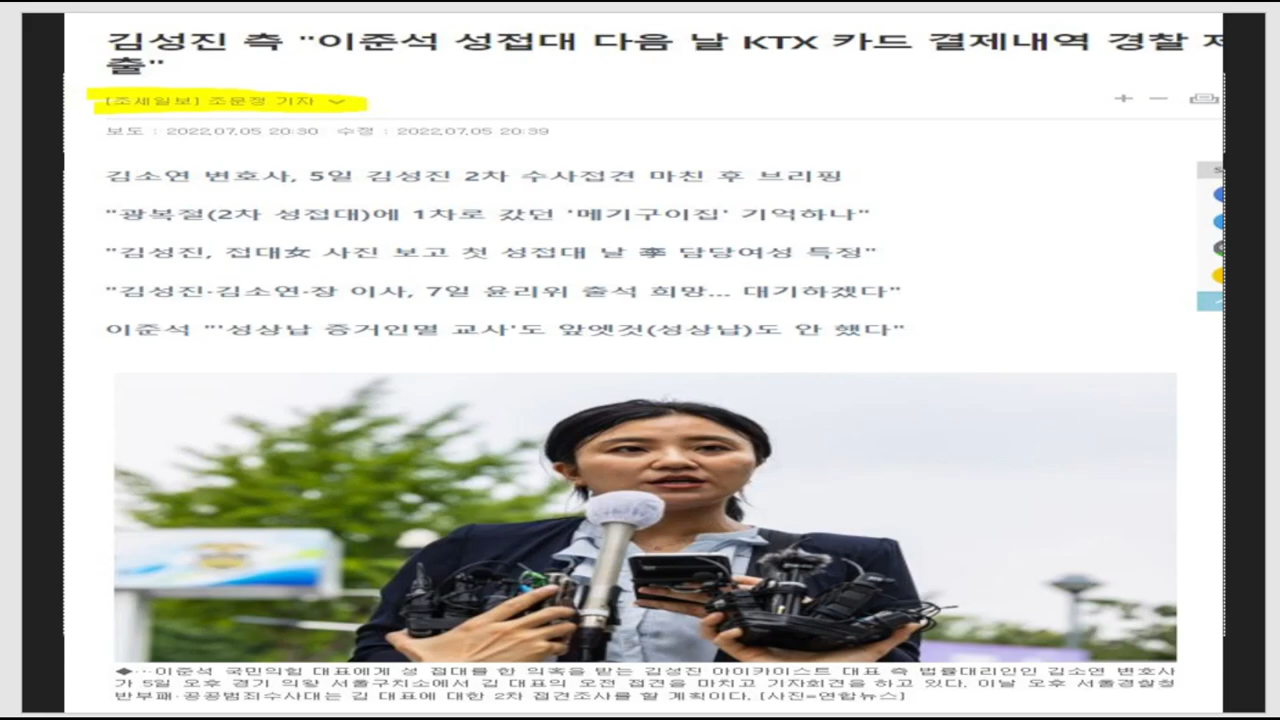 김성진 측 "이준석 성접대 다음 날 KTX 카드 결제내역 경찰 제
출"
[조세일보] 조문정 기자
보도 : 2022.07.05 20:30 수정 : 2022.07.05 20:39
김소연 변호사, 5일 김성진 2차 수사접견 마친 후 브리핑
"광복절(2차 성접대)에 1차로 갔던 '메기구이집' 기억하나"
"김성진, 접대女 사진 보고 첫 성접대 날 李 담당여성 특정"
"김성진·김소연·장 이사, 7일 윤리위 출석 희망... 대기하겠다"
이준석 "'성상납 증거인멸 교사'도 앞엣것(성상납)도 안 했다"
◆…이준석 국민의힘 대표에게 성 접대를 한 의혹을 받는 김성진 아이카이스트 대표 측 법률대리인인 김소연 변호사
가 5일 오후 경기 의왕 서울구치소에서 김 대표의 오전 접견을 마치고 기자회견을 하고 있다. 이날 오후 서울경찰청
반부패·공공범죄수사대는 김 대표에 대한 2차 접견조사를 할 계획이다. [사진=연합뉴스]